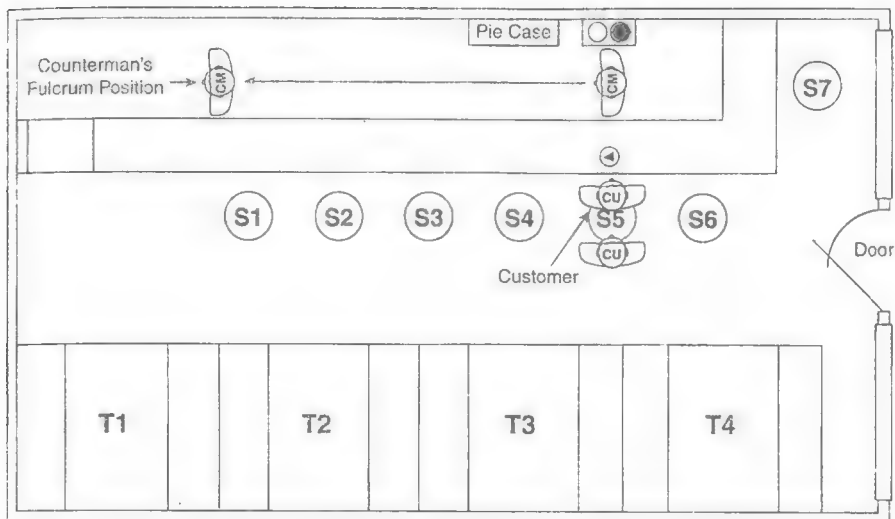 Pie Case
Counterman's
Fulcrum Position
CM
CM
S7
CU
S1
S2
S3
S4
S5
S6
CU
Customer
Door
T1
T2
T3
T4